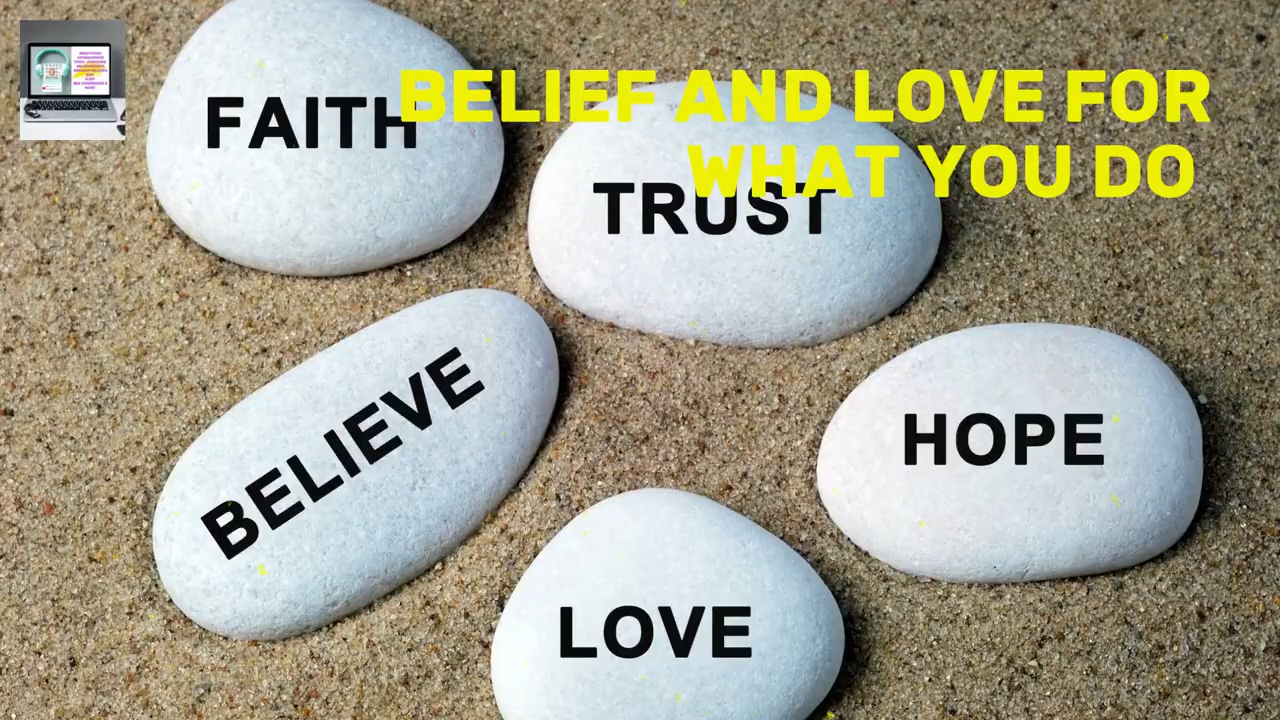 BELIEF AND LOVE FOR
WHAT YOU DO
FAITH
TRUST
BELIEVE
HOPE
LOVE